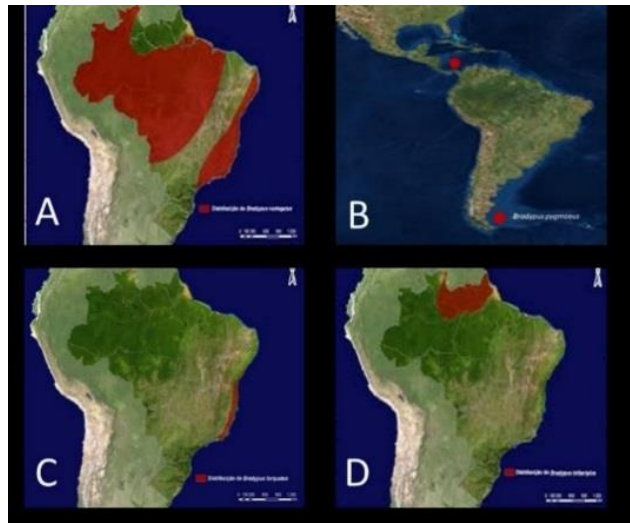 A
Distribuição de Bradypus variegatus
B
Bradypus pygmaeus
C
Distribuição de Bradypus torquatus
D
Distribuição de Bradypus tridactylus